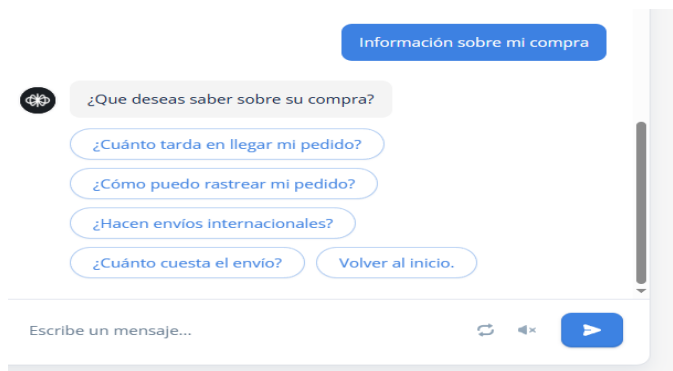 Información sobre mi compra
¿Que deseas saber sobre su compra?
¿Cuánto tarda en llegar mi pedido?
¿Cómo puedo rastrear mi pedido?
¿Hacen envíos internacionales?
¿Cuánto cuesta el envío? Volver al inicio.
Escribe un mensaje...